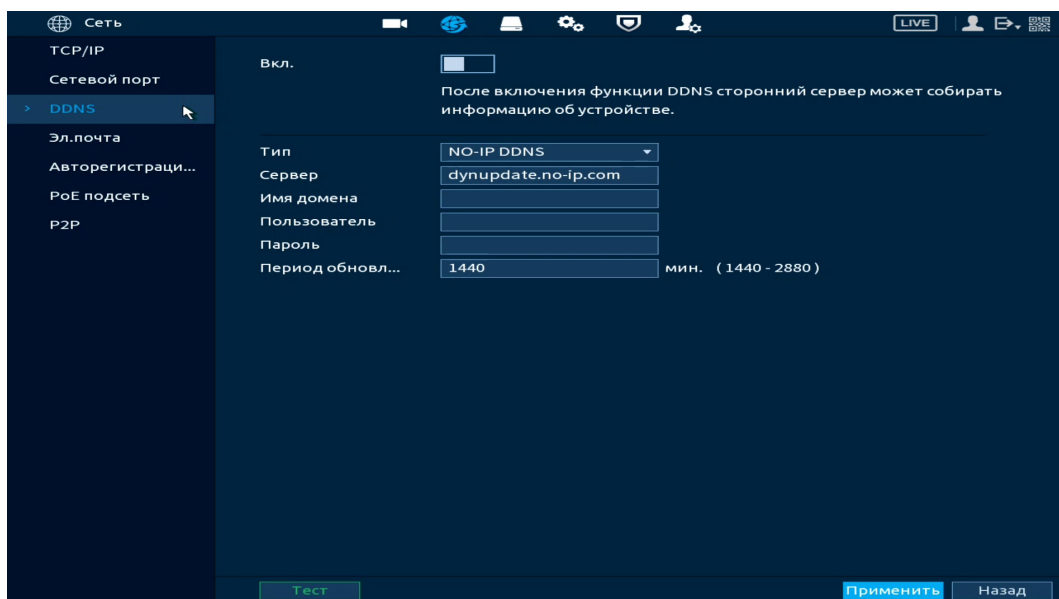 Сеть
LIVE
TCP/IP
Сетевой порт
> DDNS
Эл.почта
Авторегистраци...
PoE подсеть
P2P
Вкл.
После включения функции DDNS сторонний сервер может собирать
информацию об устройстве.
Тип NO-IP DDNS
Сервер dynupdate.no-ip.com
Имя домена
Пользователь
Пароль
Период обновл... 1440 мин. (1440 - 2880)
Тест
Применить
Назад